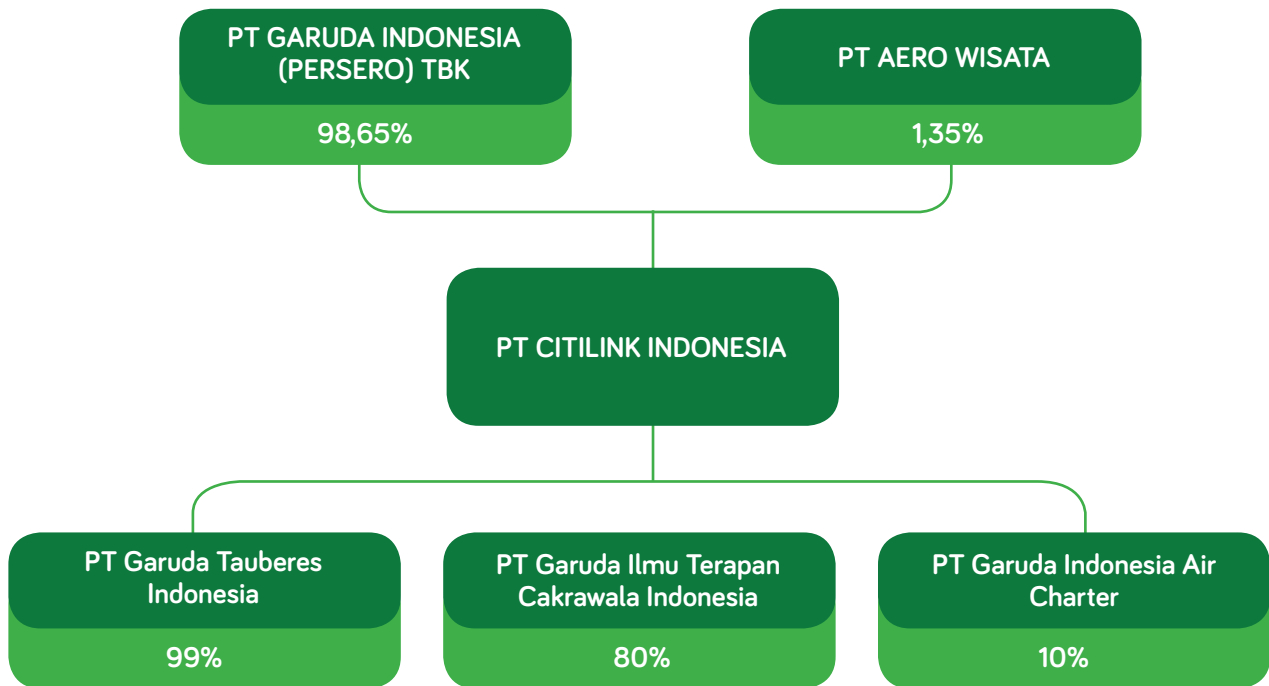 PT GARUDA INDONESIA
(PERSERO) TBK
98,65%
PT AERO WISATA
1,35%
PT CITILINK INDONESIA
PT Garuda Tauberes
Indonesia
99%
PT Garuda Ilmu Terapan
Cakrawala Indonesia
80%
PT Garuda Indonesia Air
Charter
10%